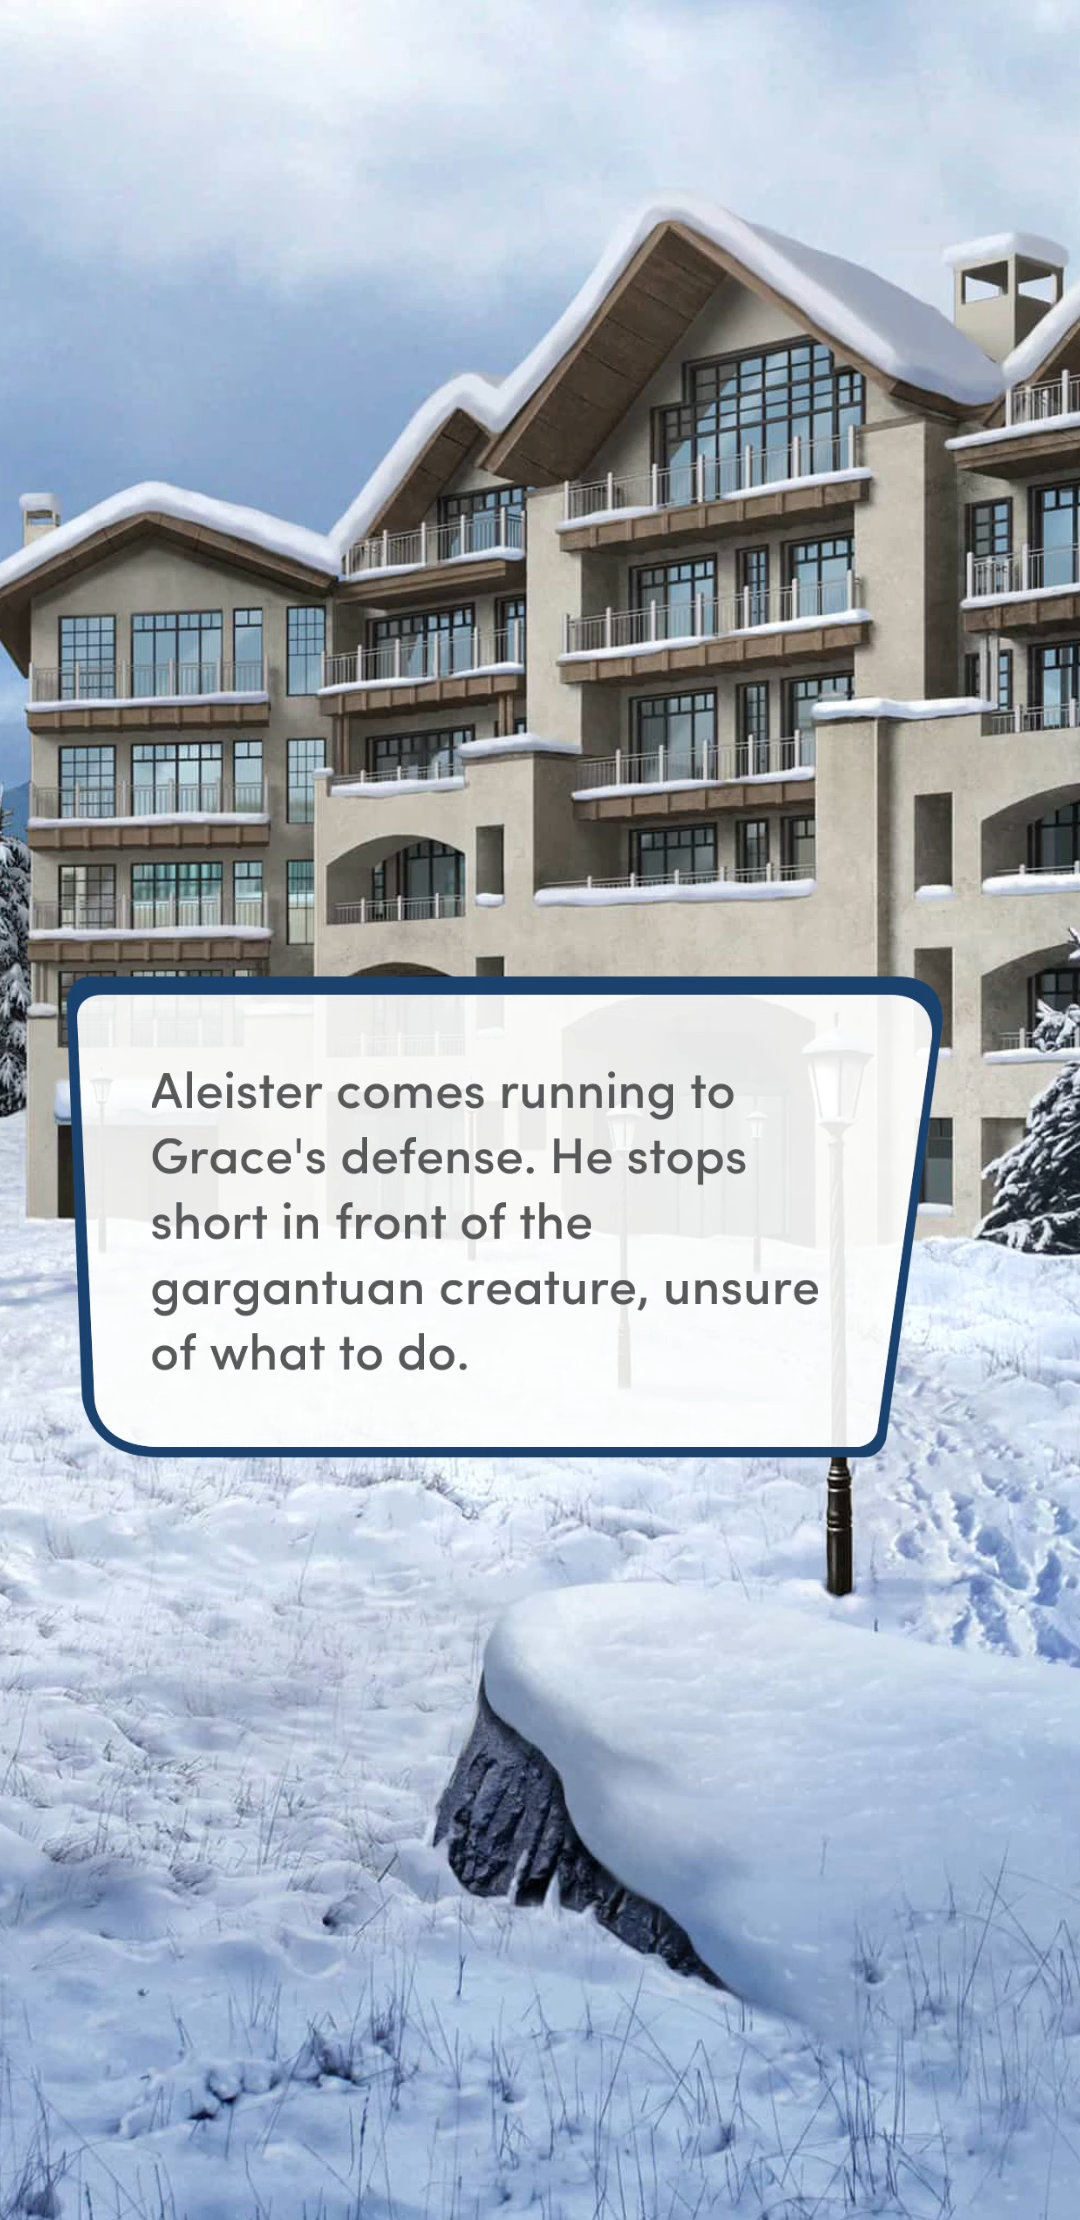 Aleister comes running to
Grace's defense. He stops
short in front of the
gargantuan creature, unsure
of what to do.